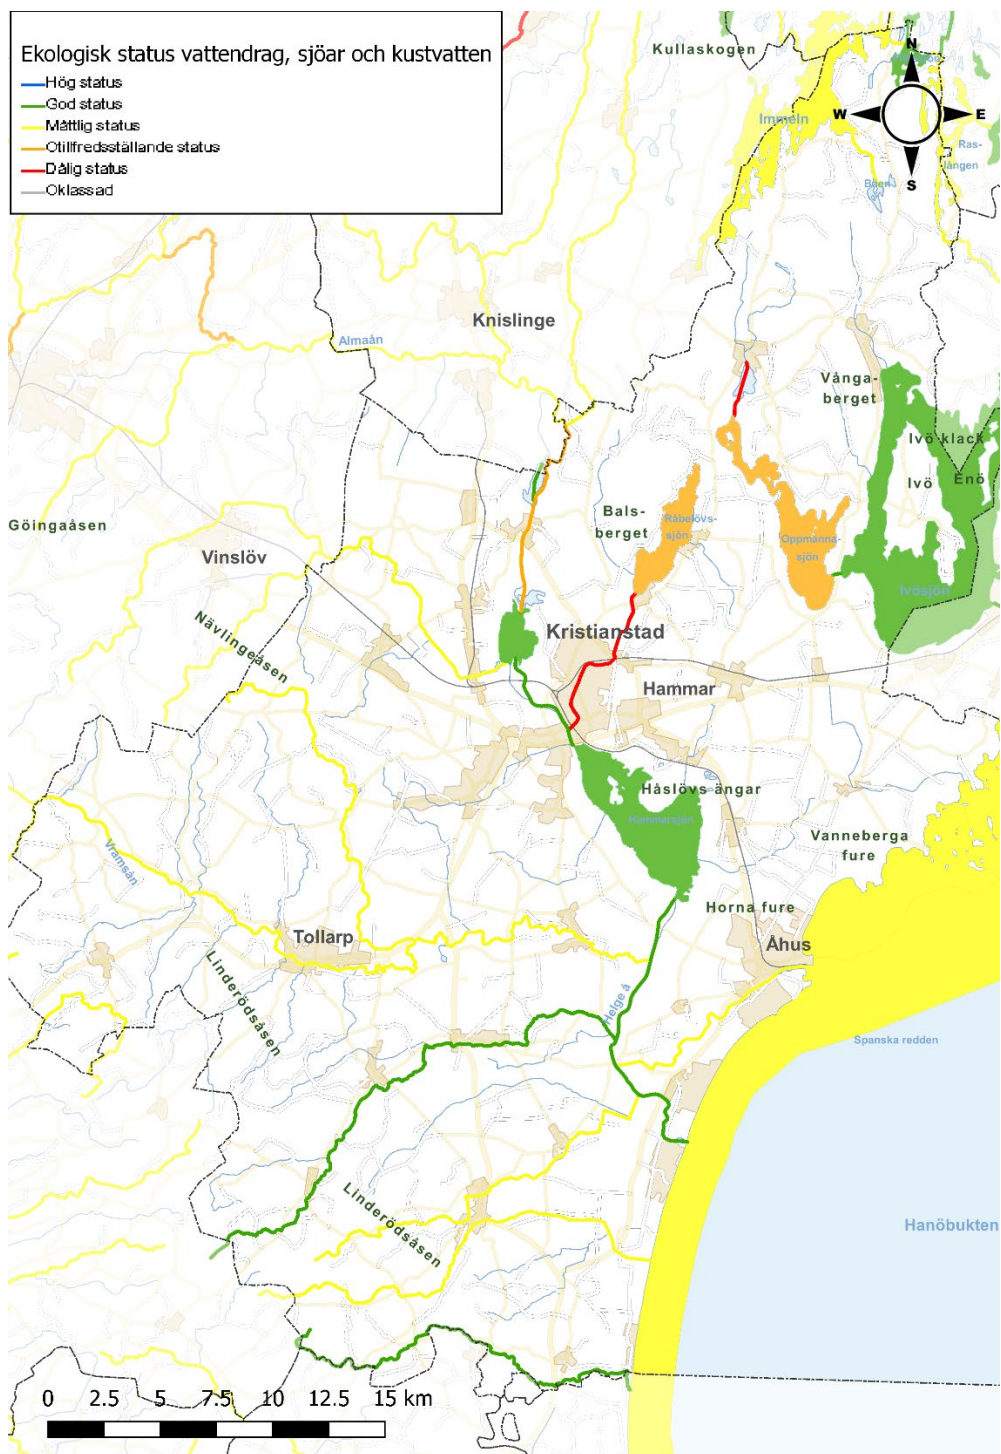 Ekologisk status vattendrag, sjöar och kustvatten
Hög status
God status
Måttlig status
Otillfredsställande status
Dålig status
Oklassad
Kullaskogen
N
W
E
S
Immeln
Ras-
längen
Knislinge
Almaån
Vånga-
berget
Ivö klack
Ivö
Enö
Göingaåsen
Vinslöv
Bals-
berget
Råbelövs-
sjön
Oppmanna-
sjön
Ivösjön
Nävlingeåsen
Kristianstad
Hammar
Håslövs ängar
Hammarsjön
Vanneberga
fure
Vramsån
Horna fure
Tollarp
Åhus
Linderödsåsen
Helge å
Spanska redden
Linderödsåsen
Hanöbukten
0 2.5 5 7.5 10 12.5 15 km